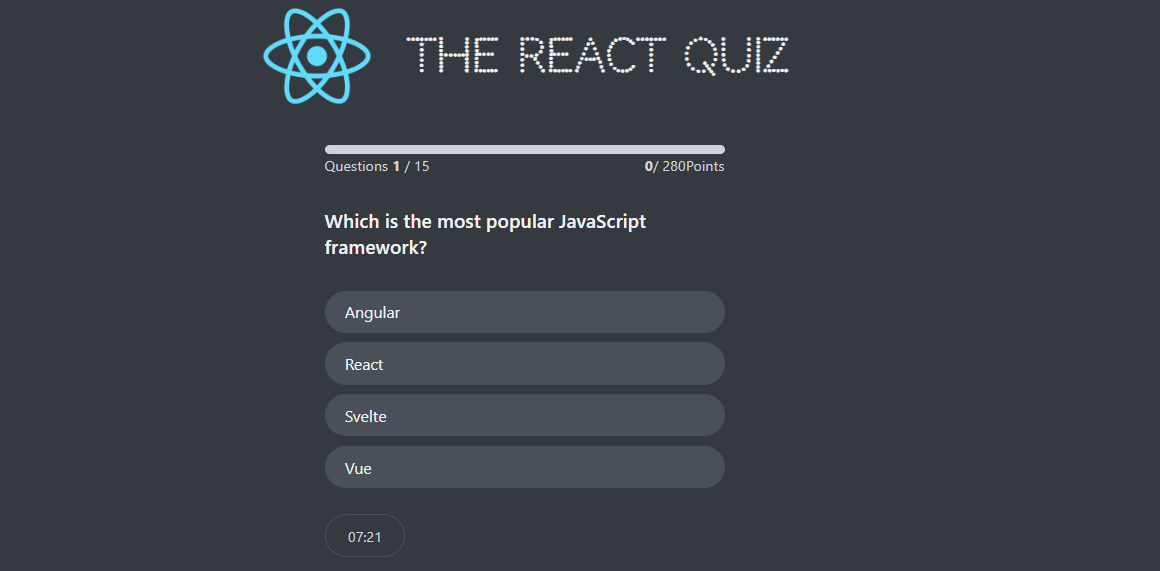 THE REACT QUIZ
Questions 1 / 15
0/ 280Points
Which is the most popular JavaScript
framework?
Angular
React
Svelte
Vue
07:21